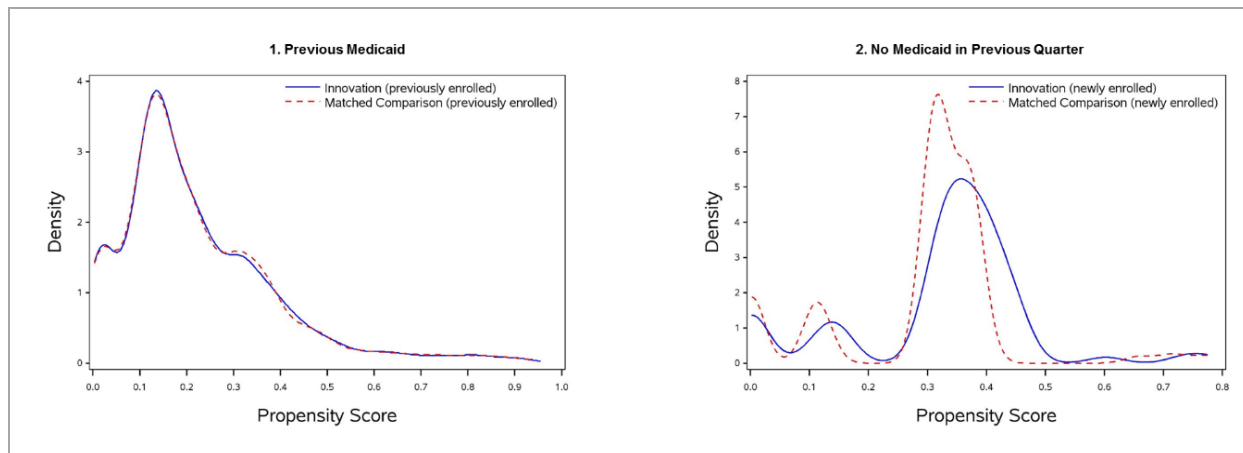 1. Previous Medicaid
Innovation (previously enrolled)
Matched Comparison (previously enrolled)
4
3
2
1
0
Density
0.0 0.1 0.2 0.3 0.4 0.5 0.6 0.7 0.8 0.9 1.0
Propensity Score
2. No Medicaid in Previous Quarter
Innovation (newly enrolled)
Matched Comparison (newly enrolled)
8
7
6
5
4
3
2
1
0
Density
0.0 0.1 0.2 0.3 0.4 0.5 0.6 0.7 0.8
Propensity Score